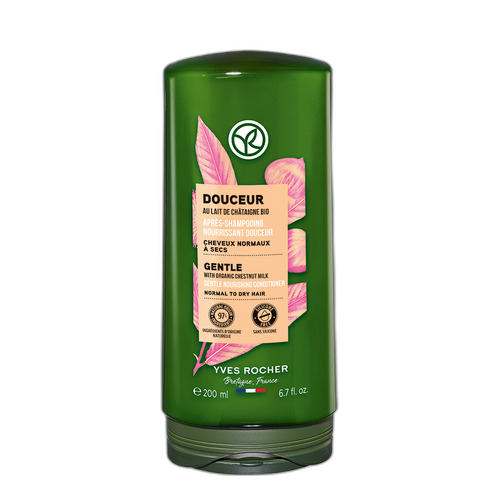 DOUCEUR
AU LAIT DE CHÂTAIGNE BIO
APRÈS-SHAMPOOING
NOURRISSANT DOUCEUR
CHEVEUX NORMAUX
À SECS
GENTLE
WITH ORGANIC CHESTNUT MILK
GENTLE NOURISHING CONDITIONER
NORMAL TO DRY HAIR
97%
SILICONE
FREE
INGRÉDIENTS D'ORIGINE
NATURELLE
SANS SILICONE
YVES ROCHER
Bretagne, France
℮ 200 ml 6.7 fl. oz.